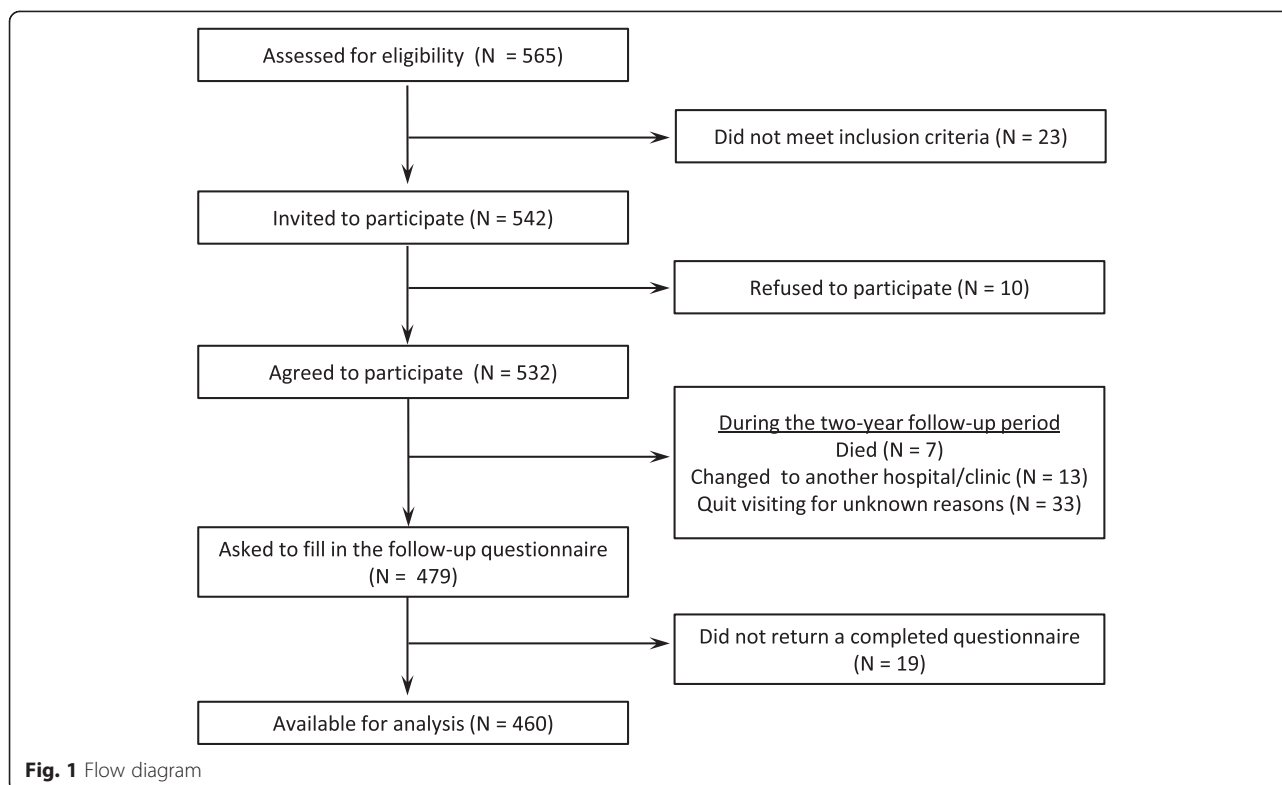 Assessed for eligibility (N = 565)
Did not meet inclusion criteria (N = 23)
Invited to participate (N = 542)
Refused to participate (N = 10)
Agreed to participate (N = 532)
During the two-year follow-up period
Died (N = 7)
Changed to another hospital/clinic (N = 13)
Quit visiting for unknown reasons (N = 33)
Asked to fill in the follow-up questionnaire
(N = 479)
Did not return a completed questionnaire
(N = 19)
Available for analysis (N = 460)
Fig. 1 Flow diagram